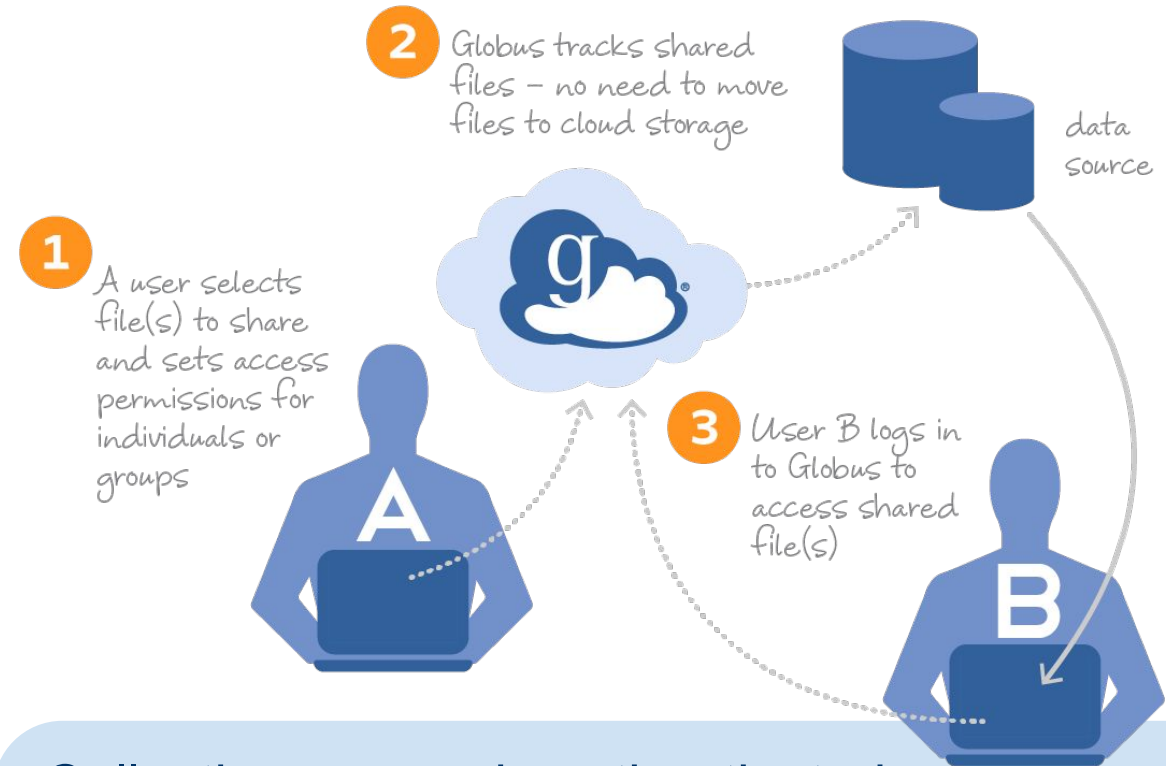 1
A user selects
file(s) to share
and sets access
permissions for
individuals or
groups
2
Globus tracks shared
files – no need to move
files to cloud storage
data
source
g
®
3
User B logs in
to Globus to
access shared
file(s)
A
B